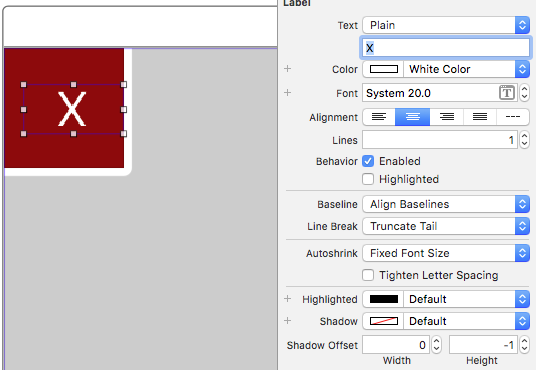 Label
Text Plain
X
Color White Color
Font System 20.0 T
Alignment
Lines 1
Behavior Enabled
Highlighted
X
Baseline Align Baselines
Line Break Truncate Tail
Autoshrink Fixed Font Size
Tighten Letter Spacing
Highlighted Default
Shadow Default
Shadow Offset 0 -1
Width Height